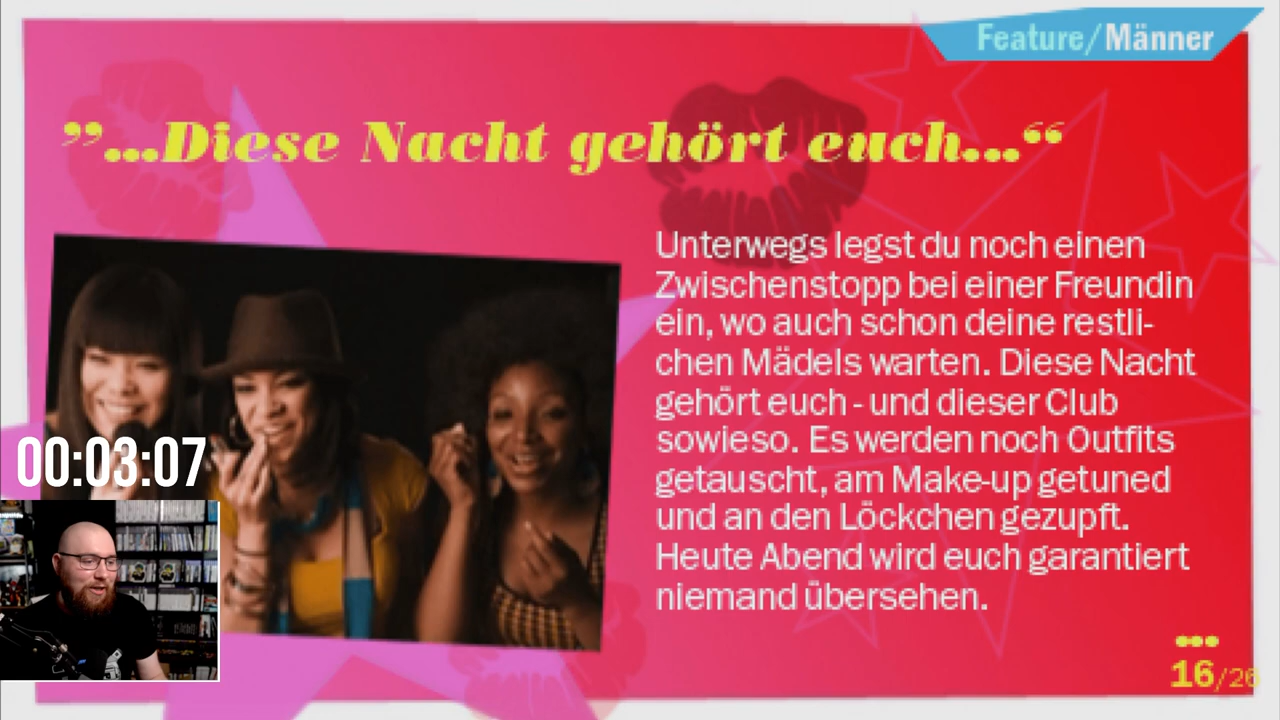 Feature/Männer
”...Diese Nacht gehört euch...“
Unterwegs legst du noch einen
Zwischenstopp bei einer Freundin
ein, wo auch schon deine restli-
chen Mädels warten. Diese Nacht
gehört euch - und dieser Club
sowieso. Es werden noch Outfits
getauscht, am Make-up getuned
und an den Löckchen gezupft.
Heute Abend wird euch garantiert
niemand übersehen.
00:03:07
16/26